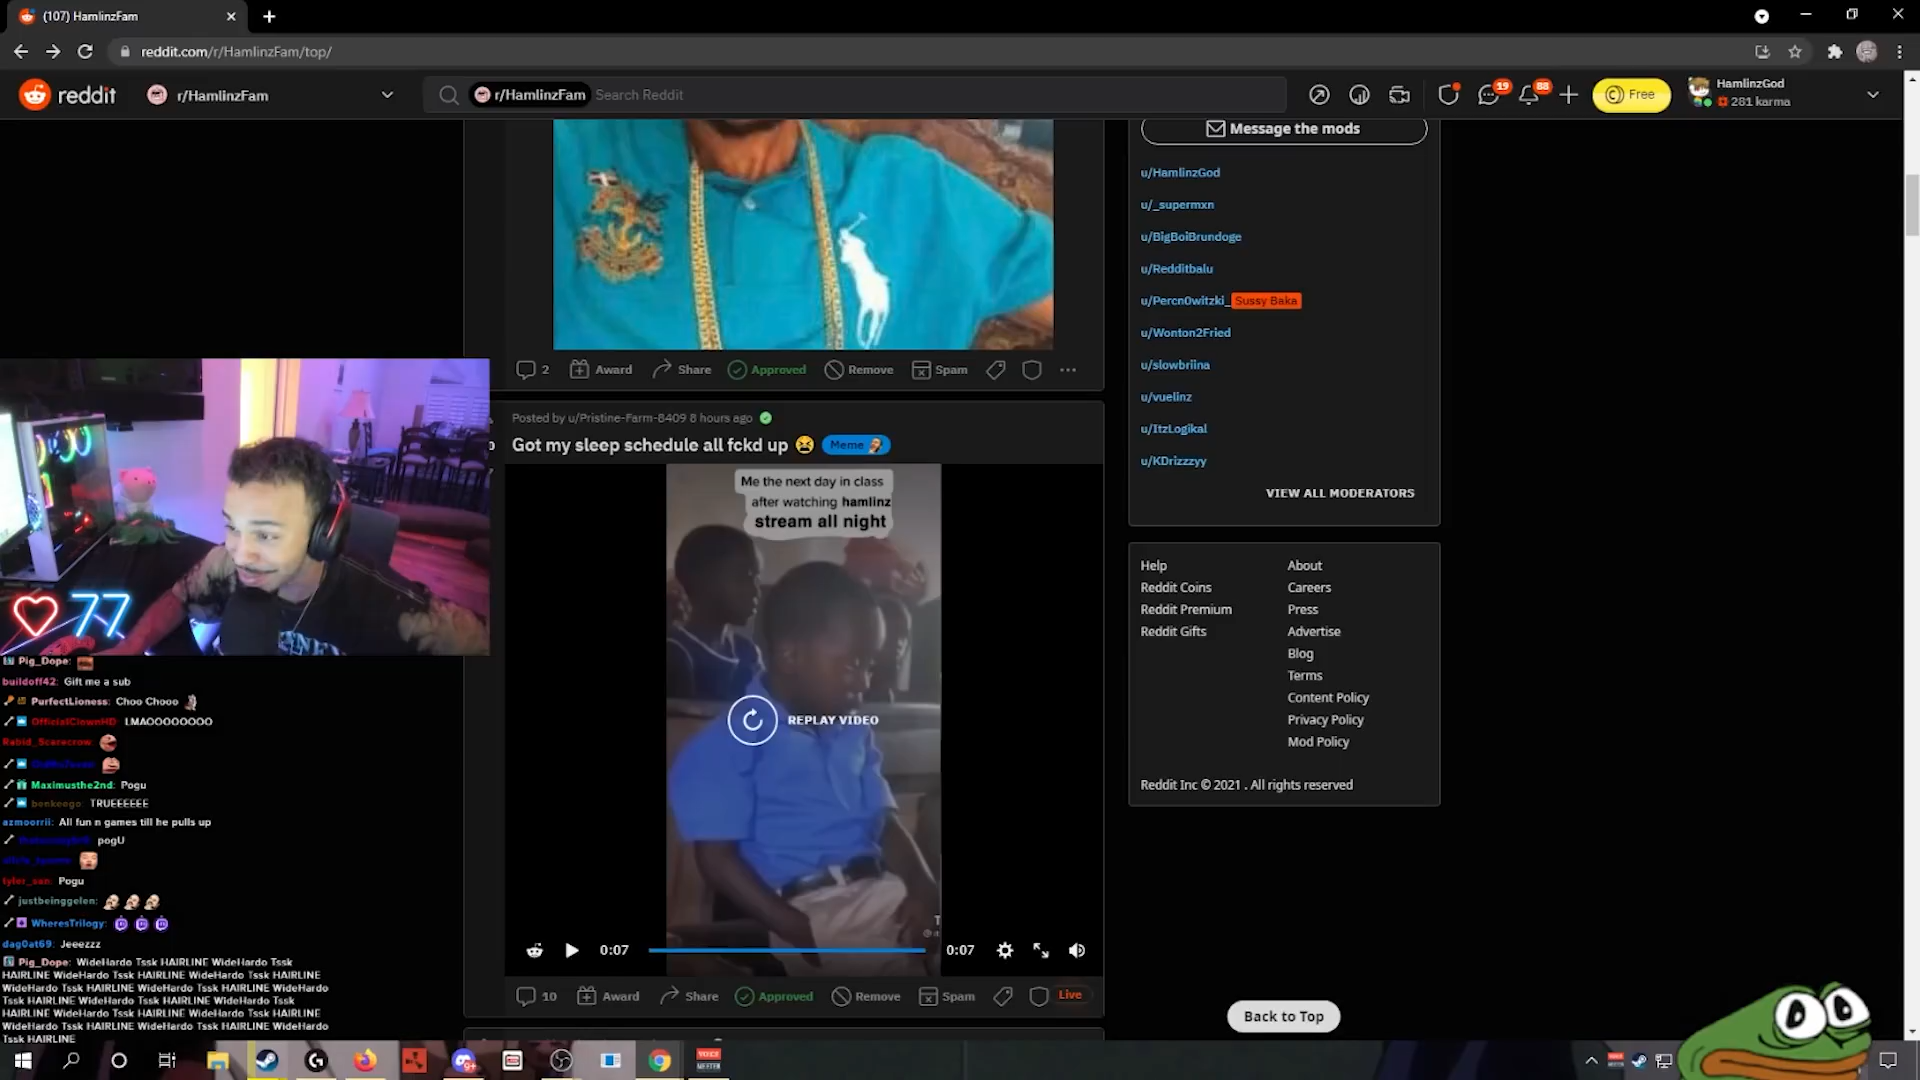 (107) HamlinzFam
reddit.com/r/HamlinzFam/top/
reddit
r/HamlinzFam
r/HamlinzFam Search Reddit
19
88
Free
HamlinzGod
281 karma
Message the mods
u/HamlinzGod
u/_supermxn
u/BigBoiBrundoge
u/Redditbalu
u/Percn0witzki_ Sussy Baka
u/Wonton2Fried
u/slowbriina
u/vuelinz
u/ItzLogikal
u/KDrizzzyy
VIEW ALL MODERATORS
2 Award Share Approved Remove Spam
Posted by u/Pristine-Farm-8409 8 hours ago
Got my sleep schedule all fckd up Meme
Me the next day in class
after watching hamlinz
stream all night
REPLAY VIDEO
0:07 0:07
10 Award Share Approved Remove Spam Live
Help About
Reddit Coins Careers
Reddit Premium Press
Reddit Gifts Advertise
Blog
Terms
Content Policy
Privacy Policy
Mod Policy
Reddit Inc © 2021 . All rights reserved
Back to Top
77
Pig_Dope:
buildoff42: Gift me a sub
PurfectLioness: Choo Chooo
OfficialClownHD: LMAOOOOOOOO
Rabid_Scarecrow:
Maximusthe2nd: Pogu
benkeogo: TRUEEEEEE
azmoorrii: All fun n games till he pulls up
pogU
tyler_san: Pogu
justbeinggelen:
WheresTrilogy:
dag0at69: Jeeezzz
Pig_Dope: WideHardo Tssk HAIRLINE WideHardo Tssk
HAIRLINE WideHardo Tssk HAIRLINE WideHardo Tssk HAIRLINE
WideHardo Tssk HAIRLINE WideHardo Tssk HAIRLINE WideHardo
Tssk HAIRLINE WideHardo Tssk HAIRLINE WideHardo Tssk
HAIRLINE WideHardo Tssk HAIRLINE WideHardo Tssk HAIRLINE
WideHardo Tssk HAIRLINE WideHardo Tssk HAIRLINE WideHardo
Tssk HAIRLINE